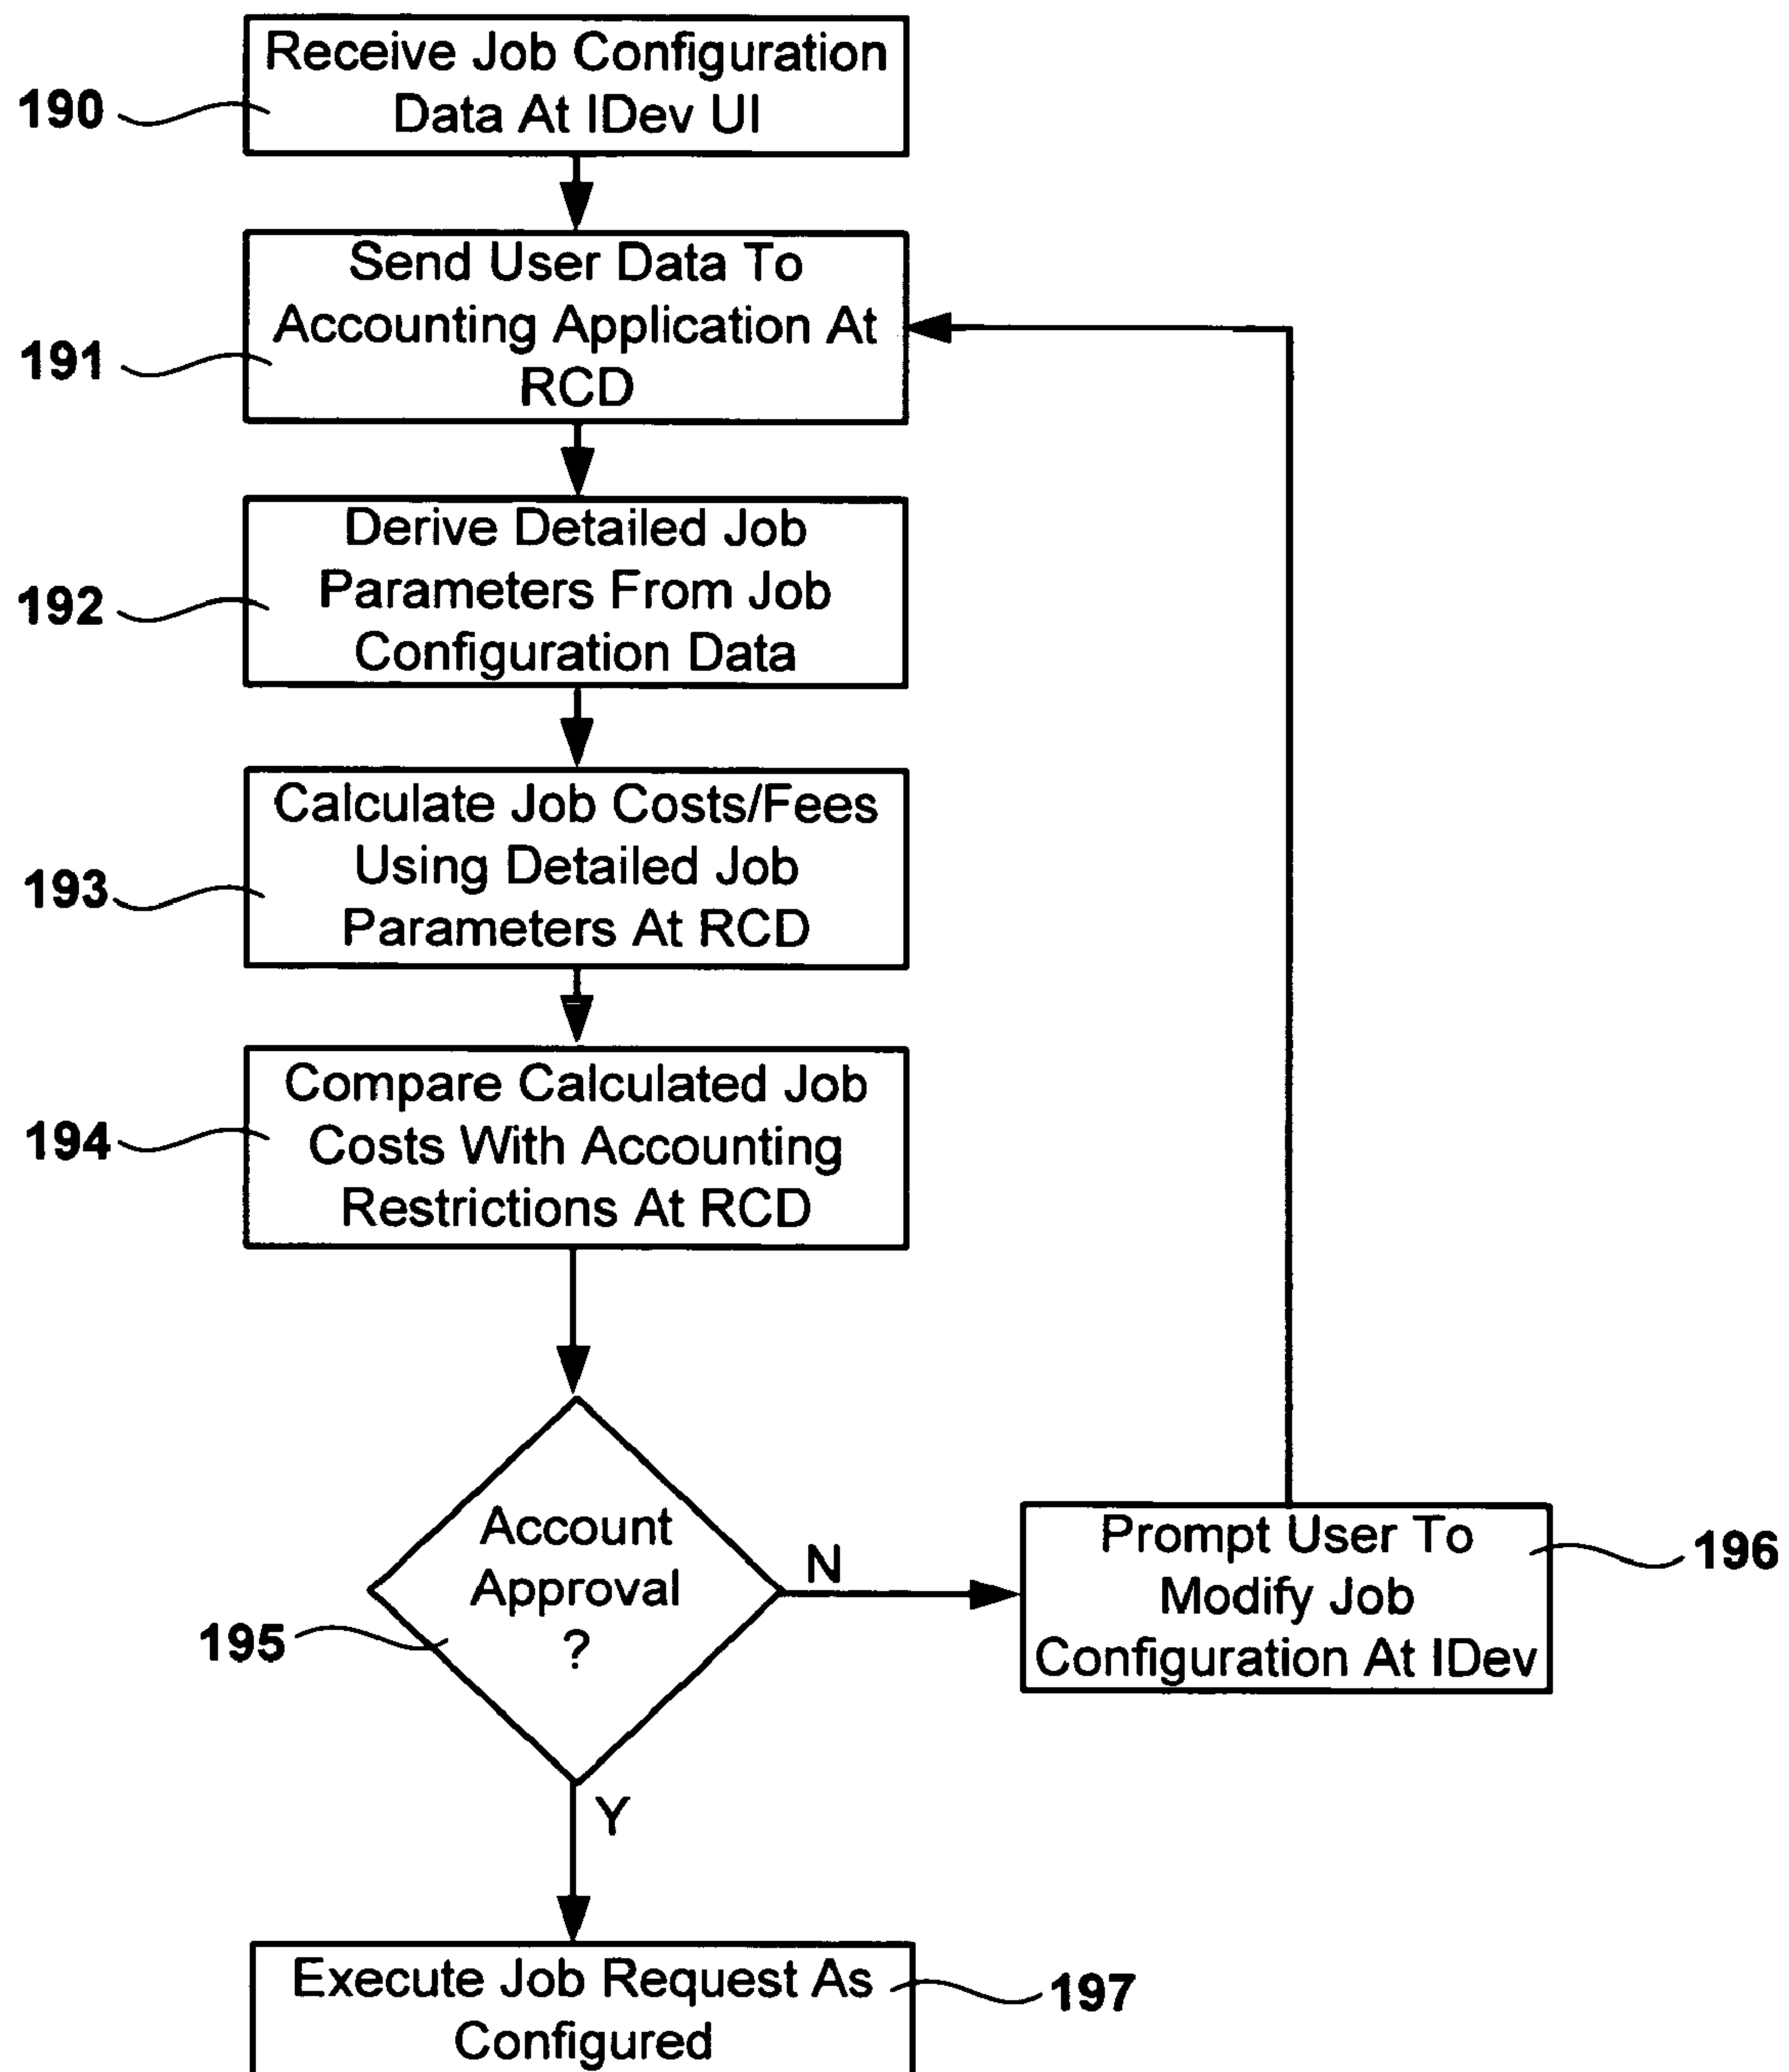 Receive Job Configuration
Data At IDev UI
190
Send User Data To
Accounting Application At
RCD
191
Derive Detailed Job
Parameters From Job
Configuration Data
192
Calculate Job Costs/Fees
Using Detailed Job
Parameters At RCD
193
Compare Calculated Job
Costs With Accounting
Restrictions At RCD
194
Account
Approval
?
195
N
Prompt User To
Modify Job
Configuration At IDev
196
Y
Execute Job Request As
Configured
197